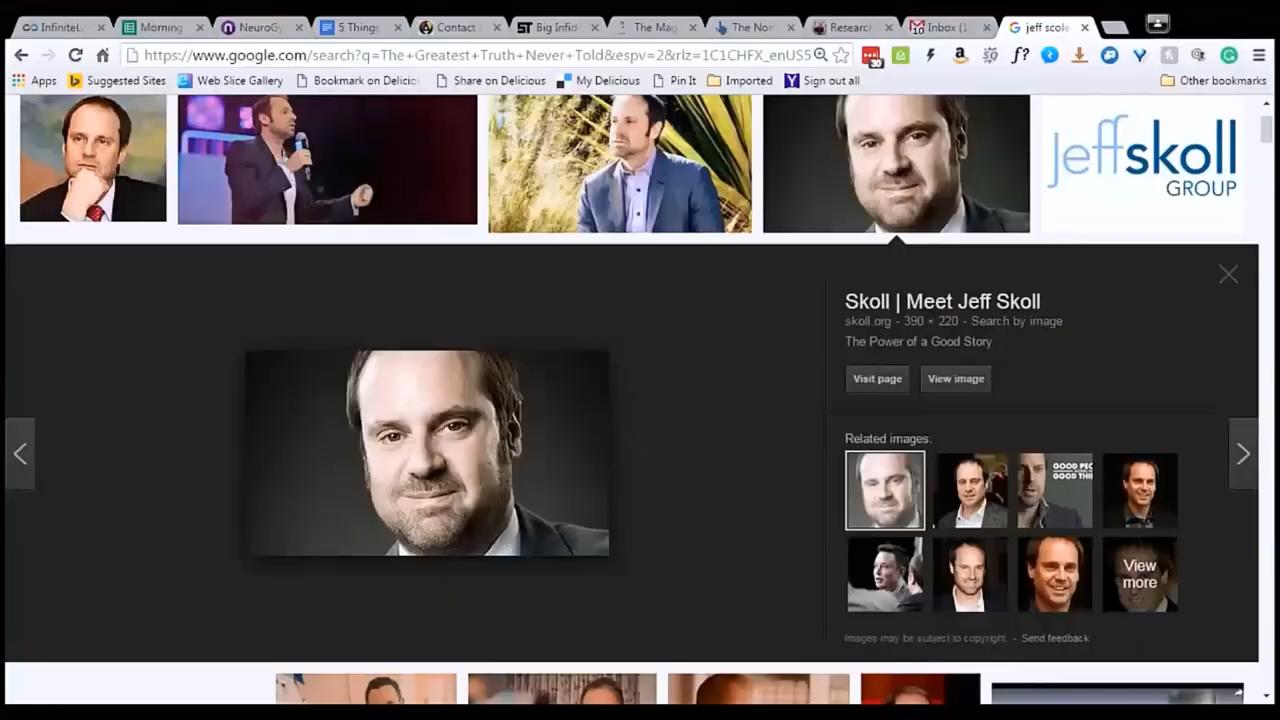 InfiniteL
Morning
NeuroGy
5 Things
Contact
Big Infid
The Mag
The Non
Researc
Inbox (1
jeff scole
https://www.google.com/search?q=The+Greatest+Truth+Never+Told&espv=2&rlz=1C1CHFX_enUS5
Apps
Suggested Sites
Web Slice Gallery
Bookmark on Delicio
Share on Delicious
My Delicious
Pin It
Imported
Sign out all
Other bookmarks
jeffskoll
GROUP
Skoll | Meet Jeff Skoll
skoll.org - 390 × 220 - Search by image
The Power of a Good Story
Visit page
View image
Related images:
GOOD PEO
GOOD THI
View
more
Images may be subject to copyright. - Send feedback